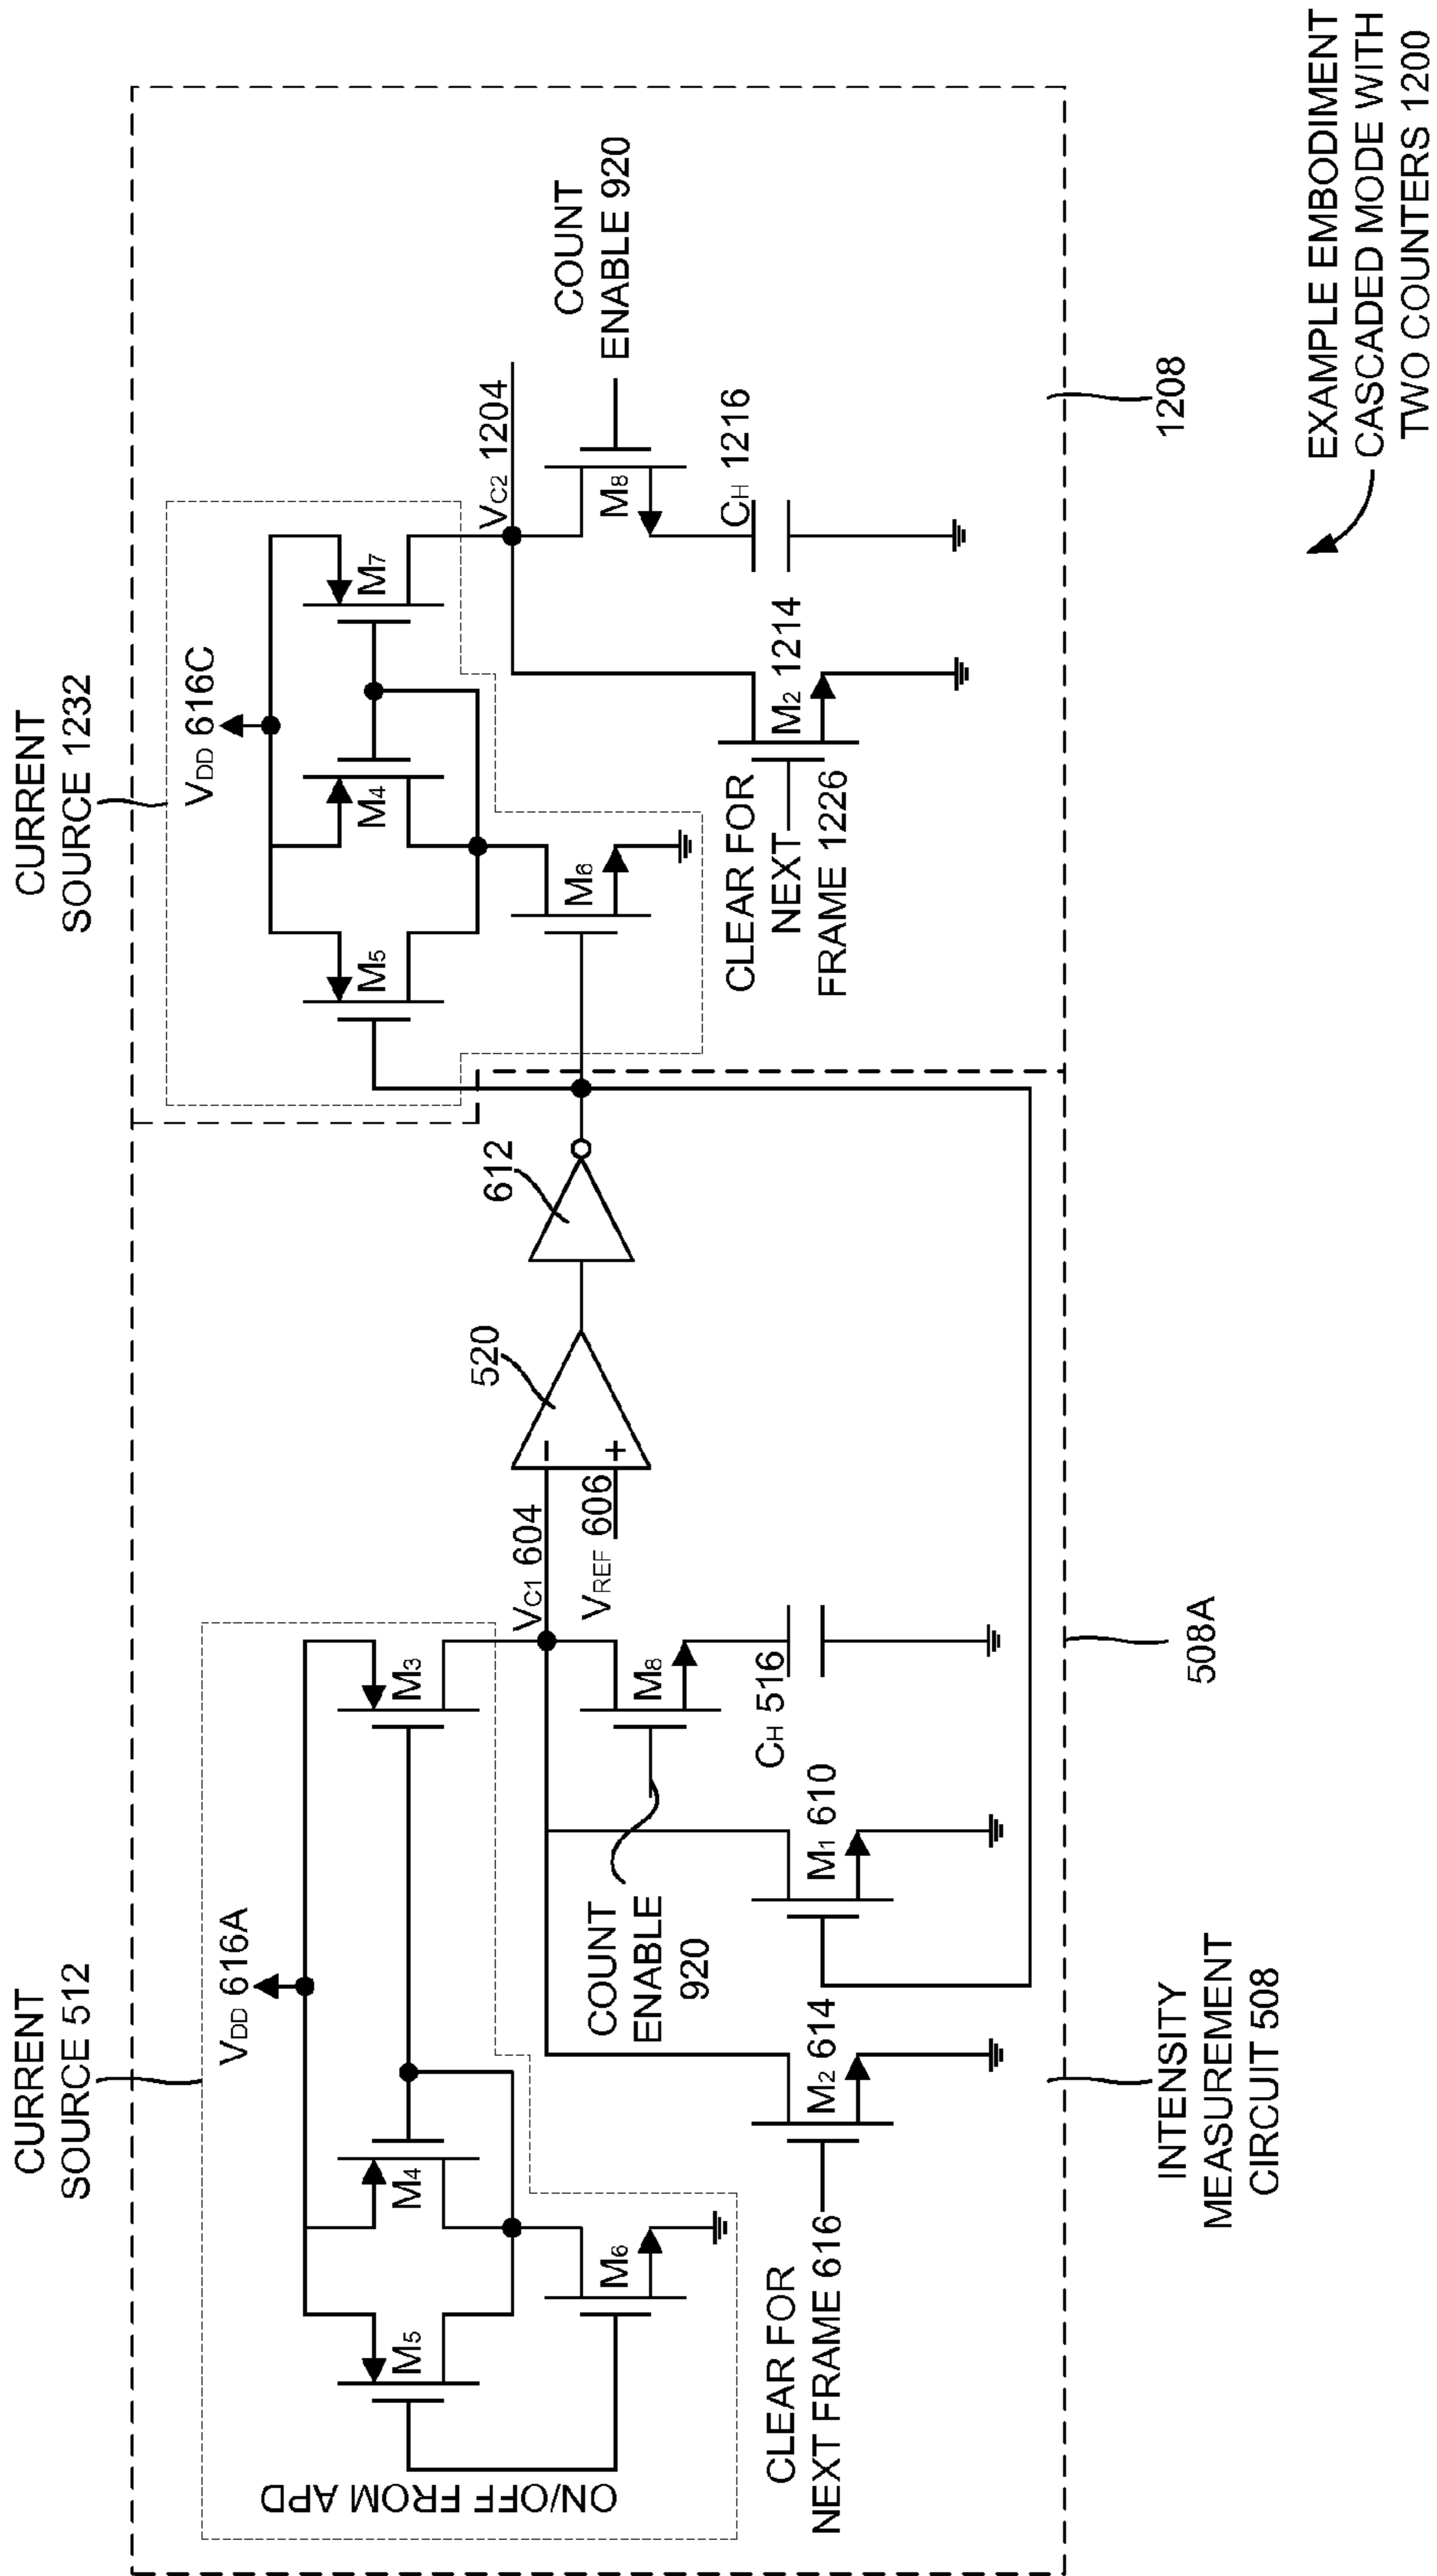 CURRENT
SOURCE 512
VDD 616A
M5
M4
M3
M6
ON/OFF FROM APD
CLEAR FOR
NEXT FRAME 616
M2 614
M1 610
COUNT
ENABLE
920
M8
CH 516
VC1 604
VREF 606
-
+
520
612
INTENSITY
MEASUREMENT
CIRCUIT 508
508A
CURRENT
SOURCE 1232
VDD 616C
M5
M4
M7
M6
VC2 1204
CLEAR FOR
NEXT
FRAME 1226
M2 1214
M8
CH 1216
COUNT
ENABLE 920
1208
EXAMPLE EMBODIMENT
CASCADED MODE WITH
TWO COUNTERS 1200